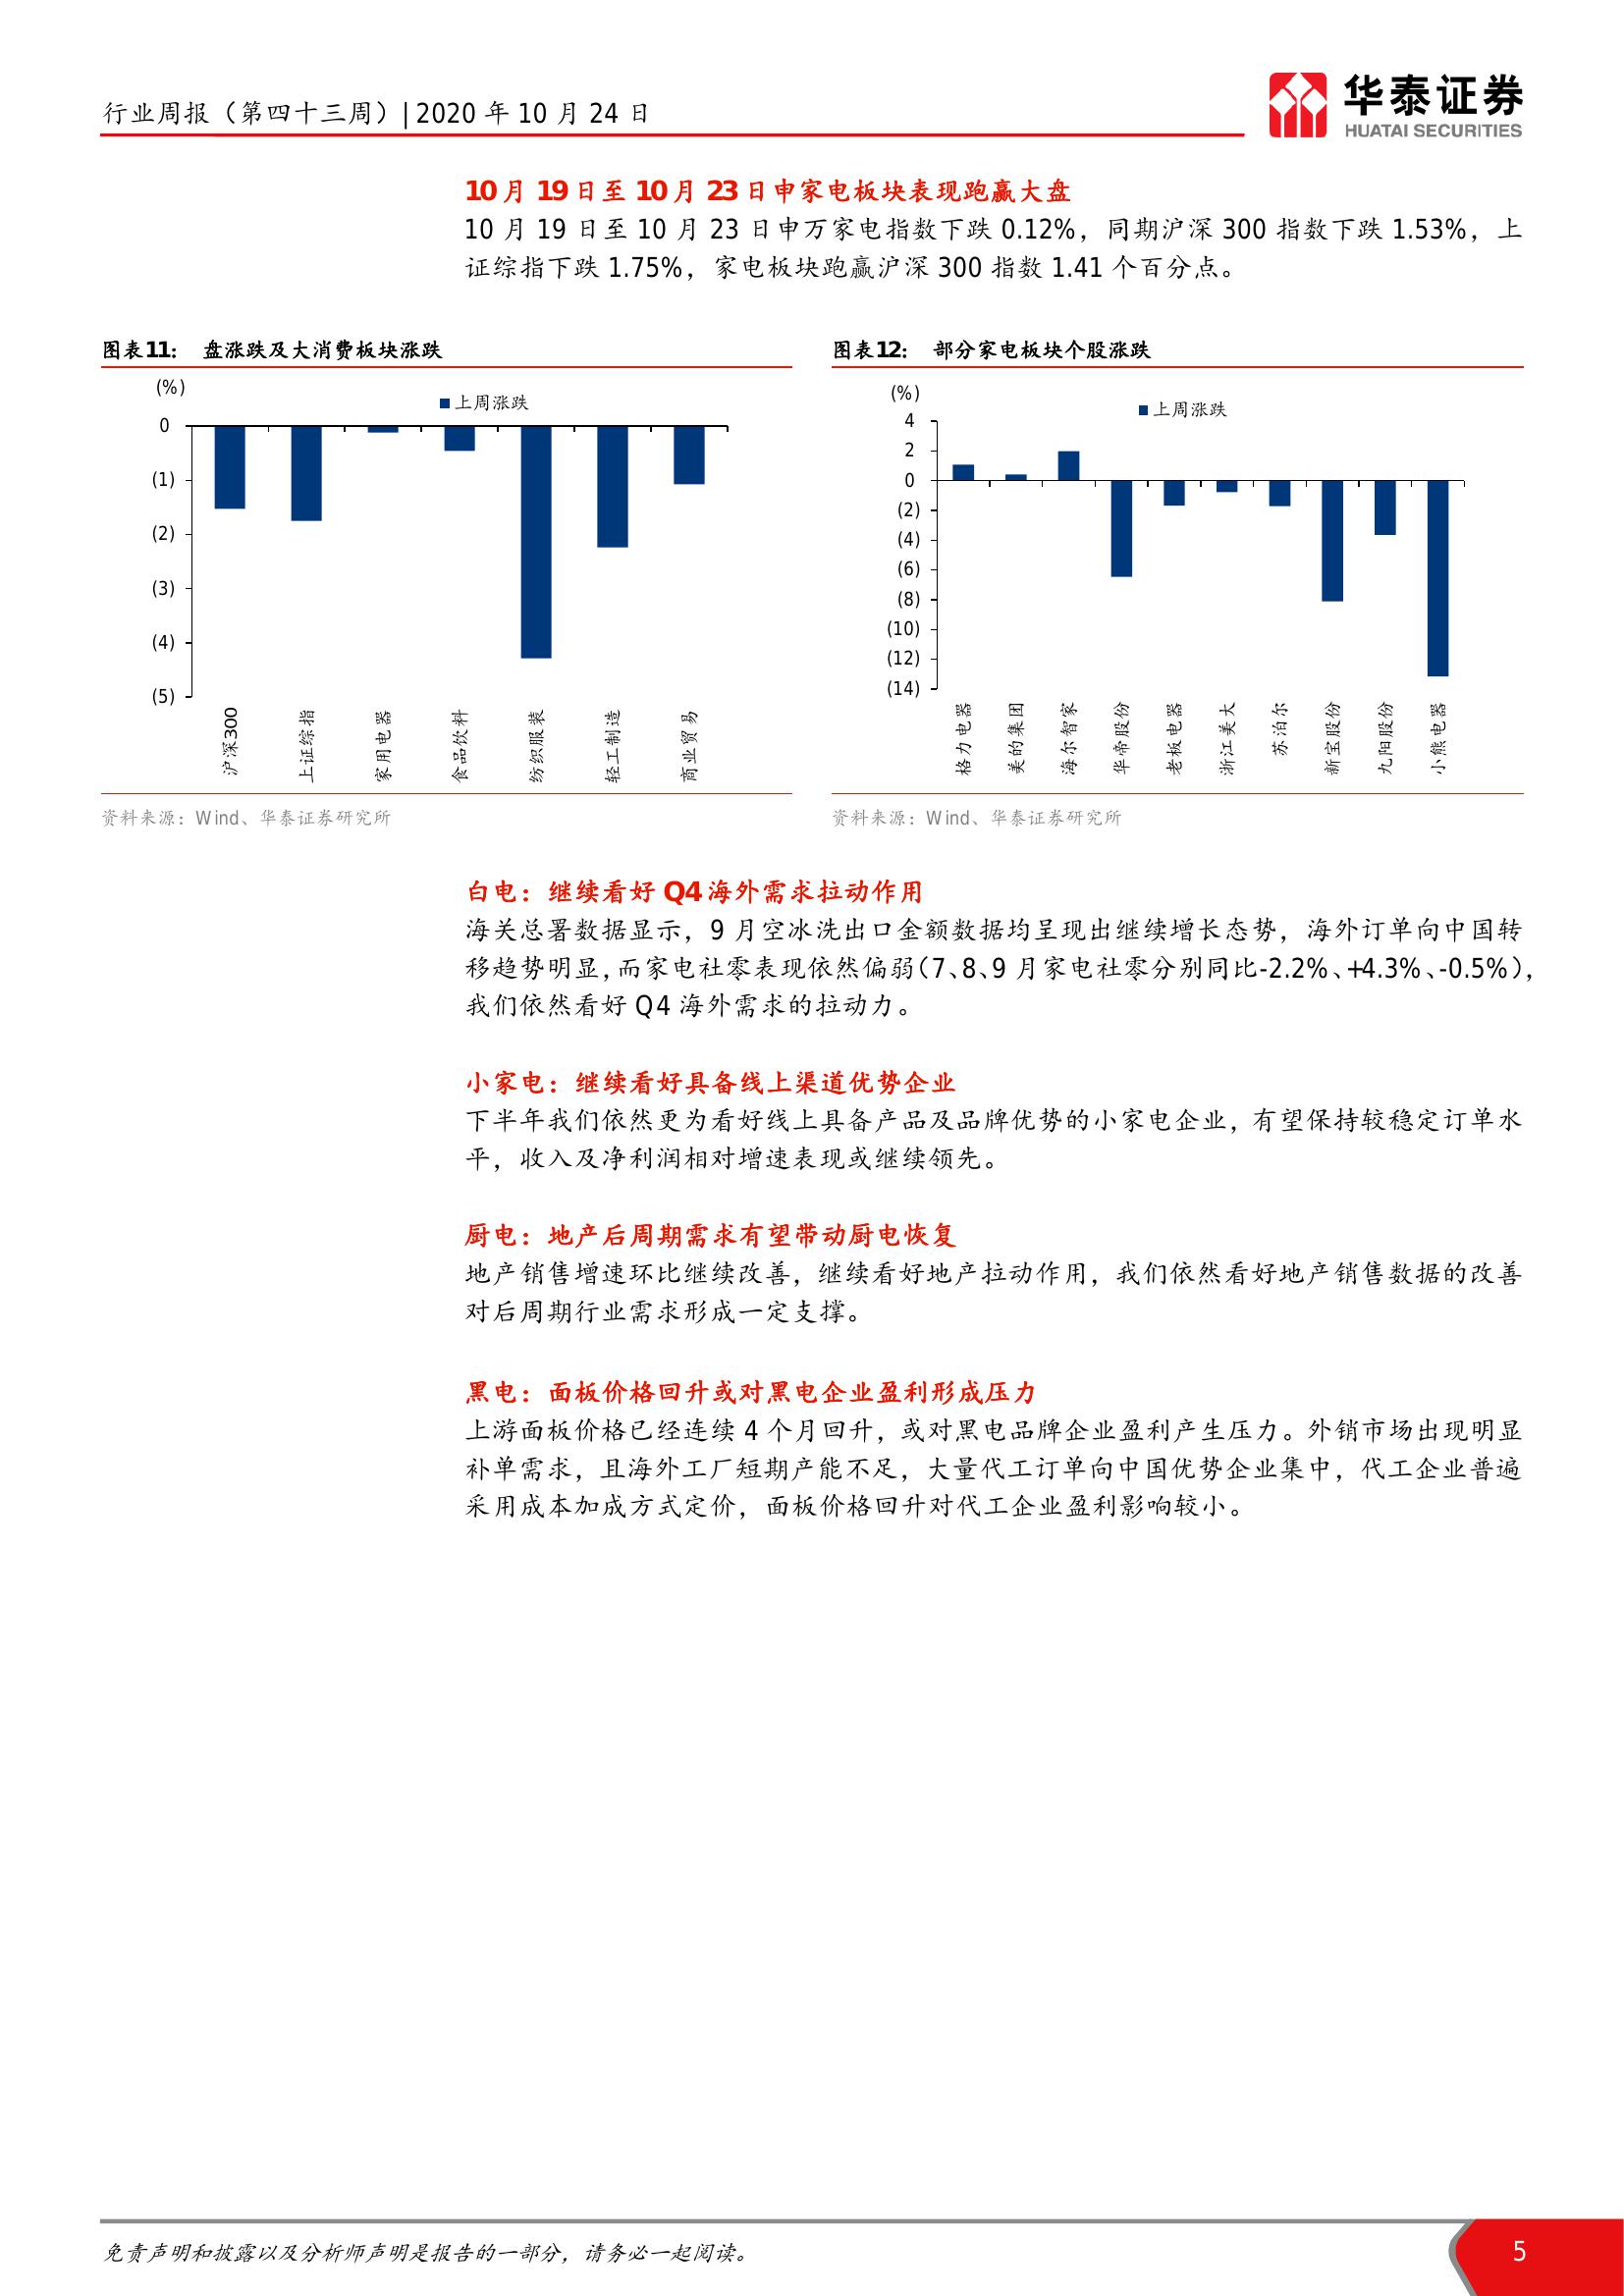 行业周报（第四十三周）| 2020 年 10 月 24 日
华泰证券
HUATAI SECURITIES
10 月 19 日至 10 月 23 日申家电板块表现跑赢大盘
10 月 19 日至 10 月 23 日申万家电指数下跌 0.12%，同期沪深 300 指数下跌 1.53%，上
证综指下跌 1.75%，家电板块跑赢沪深 300 指数 1.41 个百分点。
图表11： 盘涨跌及大消费板块涨跌
(%)
上周涨跌
0
(1)
(2)
(3)
(4)
(5)
沪深300
上证综指
家用电器
食品饮料
纺织服装
轻工制造
商业贸易
资料来源：Wind、华泰证券研究所
图表12： 部分家电板块个股涨跌
(%)
上周涨跌
4
2
0
(2)
(4)
(6)
(8)
(10)
(12)
(14)
格力电器
美的集团
海尔智家
华帝股份
老板电器
浙江美大
苏泊尔
新宝股份
九阳股份
小熊电器
资料来源：Wind、华泰证券研究所
白电：继续看好 Q4 海外需求拉动作用
海关总署数据显示，9 月空冰洗出口金额数据均呈现出继续增长态势，海外订单向中国转
移趋势明显，而家电社零表现依然偏弱（7、8、9 月家电社零分别同比-2.2%、+4.3%、-0.5%），
我们依然看好 Q4 海外需求的拉动力。
小家电：继续看好具备线上渠道优势企业
下半年我们依然更为看好线上具备产品及品牌优势的小家电企业，有望保持较稳定订单水
平，收入及净利润相对增速表现或继续领先。
厨电：地产后周期需求有望带动厨电恢复
地产销售增速环比继续改善，继续看好地产拉动作用，我们依然看好地产销售数据的改善
对后周期行业需求形成一定支撑。
黑电：面板价格回升或对黑电企业盈利形成压力
上游面板价格已经连续 4 个月回升，或对黑电品牌企业盈利产生压力。外销市场出现明显
补单需求，且海外工厂短期产能不足，大量代工订单向中国优势企业集中，代工企业普遍
采用成本加成方式定价，面板价格回升对代工企业盈利影响较小。
免责声明和披露以及分析师声明是报告的一部分，请务必一起阅读。
5